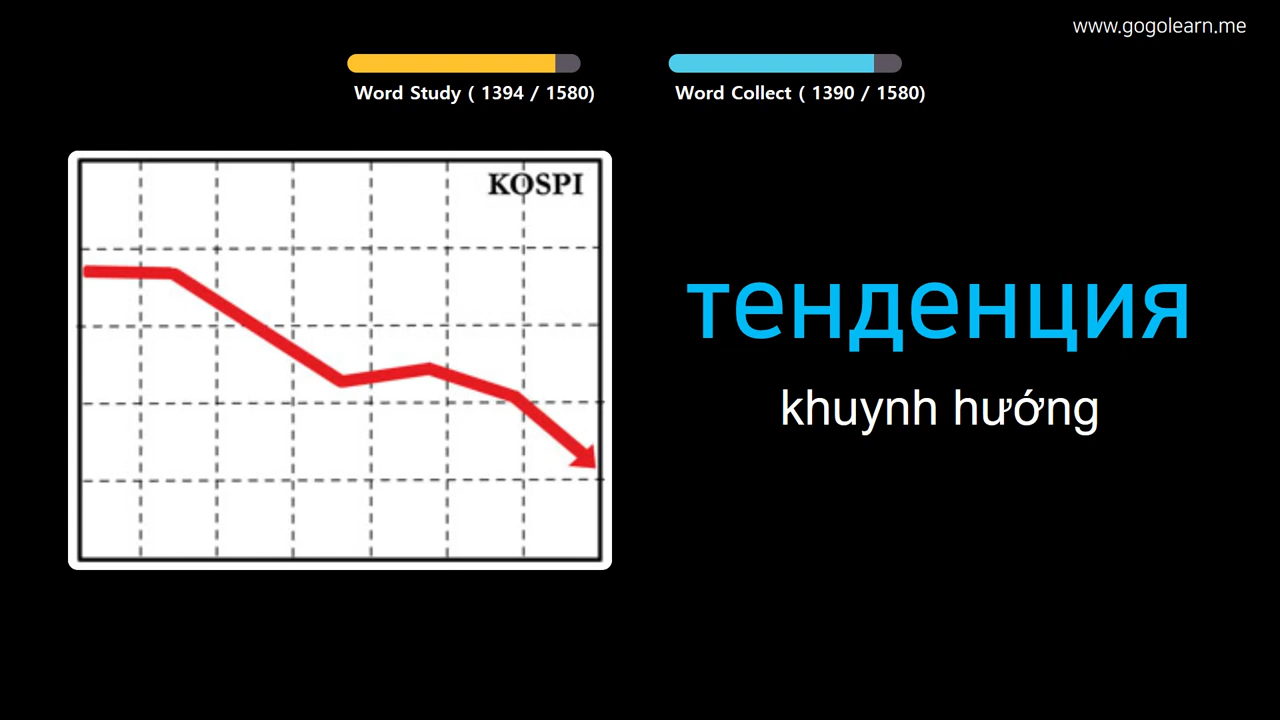 www.gogolearn.me
Word Study ( 1394 / 1580)
Word Collect ( 1390 / 1580)
KOSPI
тенденция
khuynh hướng